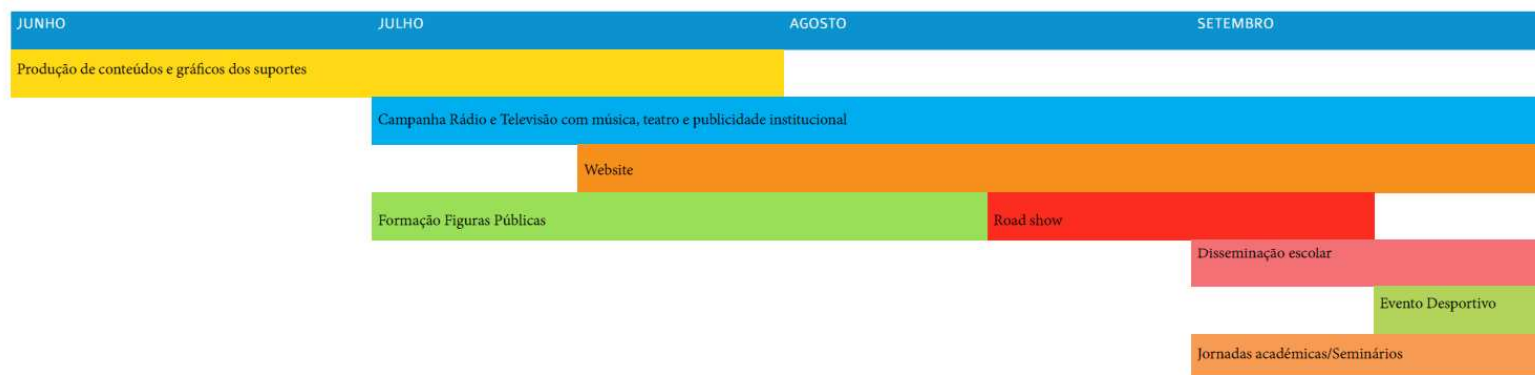 JUNHO JULHO AGOSTO SETEMBRO
Produção de conteúdos e gráficos dos suportes
Campanha Rádio e Televisão com música, teatro e publicidade institucional
Website
Formação Figuras Públicas Road show
Disseminação escolar
Evento Desportivo
Jornadas académicas/Seminários